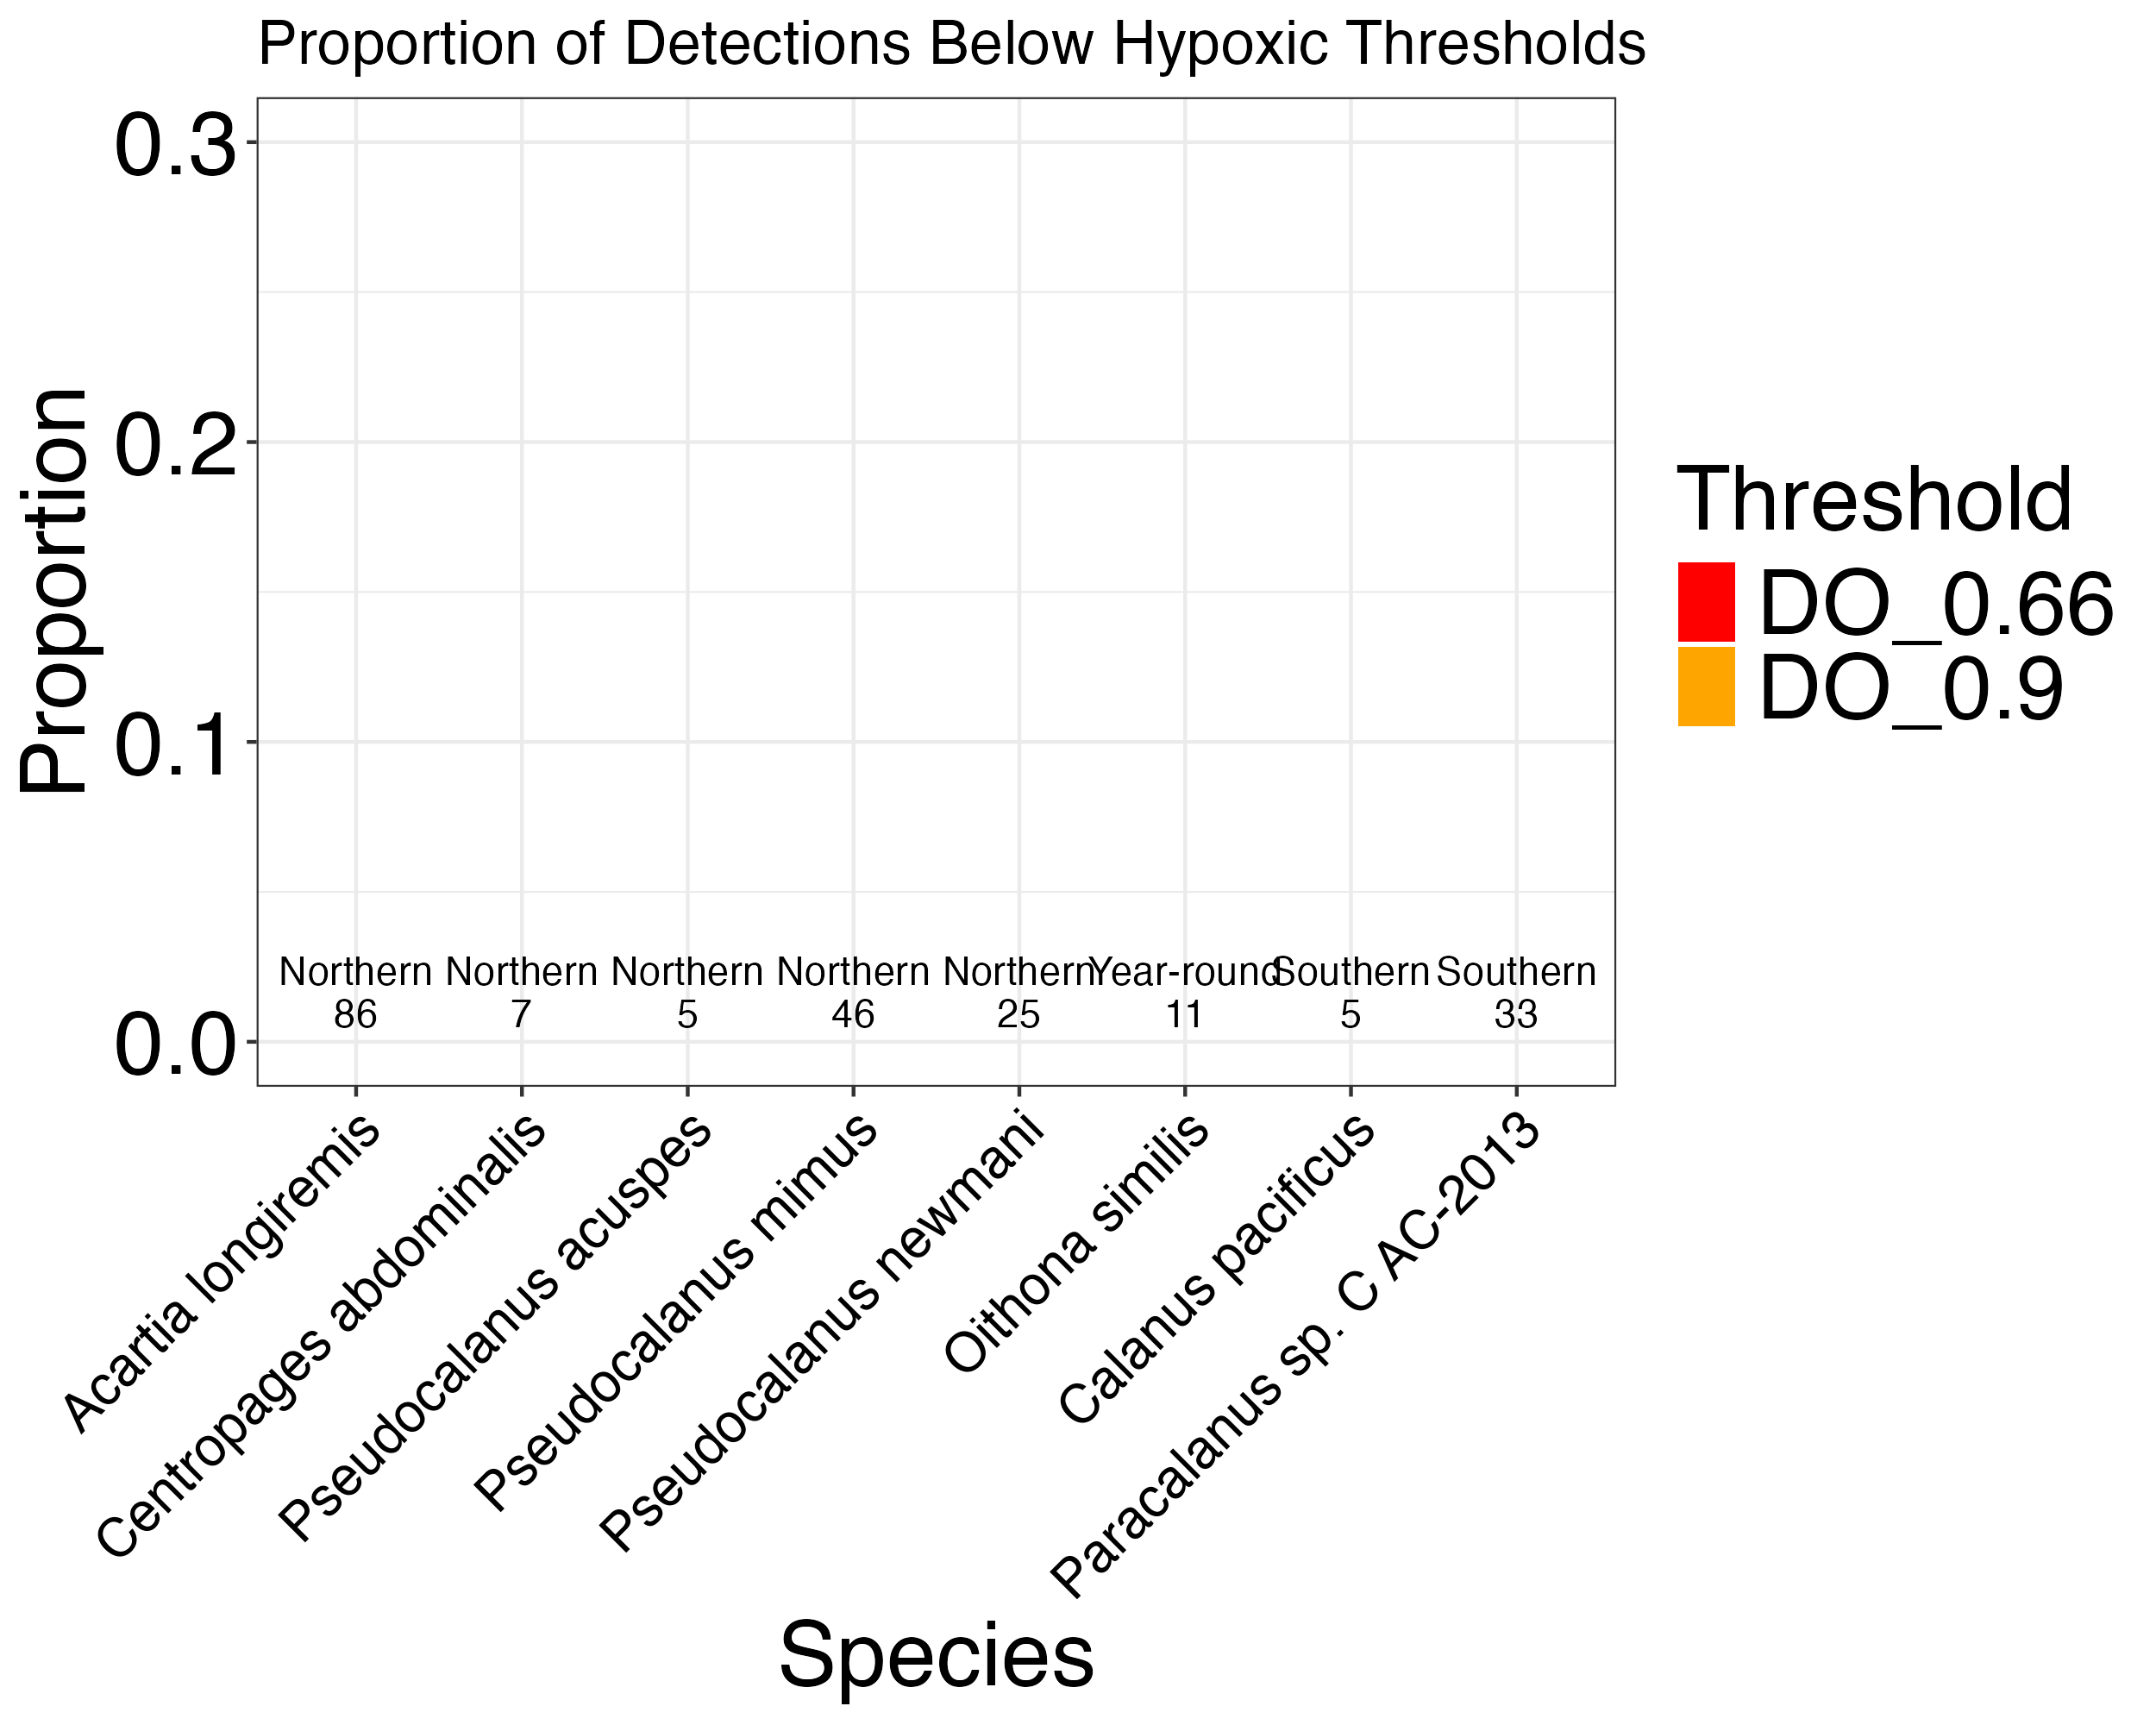 Proportion of Detections Below Hypoxic Thresholds
Proportion
0.3
0.2
0.1
0.0
Northern Northern Northern Northern Northern Year-round Southern Southern
86 7 5 46 25 11 5 33
Acartia longiremis
Centropages abdominalis
Pseudocalanus acuspes
Pseudocalanus mimus
Pseudocalanus newmani
Oithona similis
Calanus pacificus
Paracalanus sp. C AC-2013
Species
Threshold
DO_0.66
DO_0.9